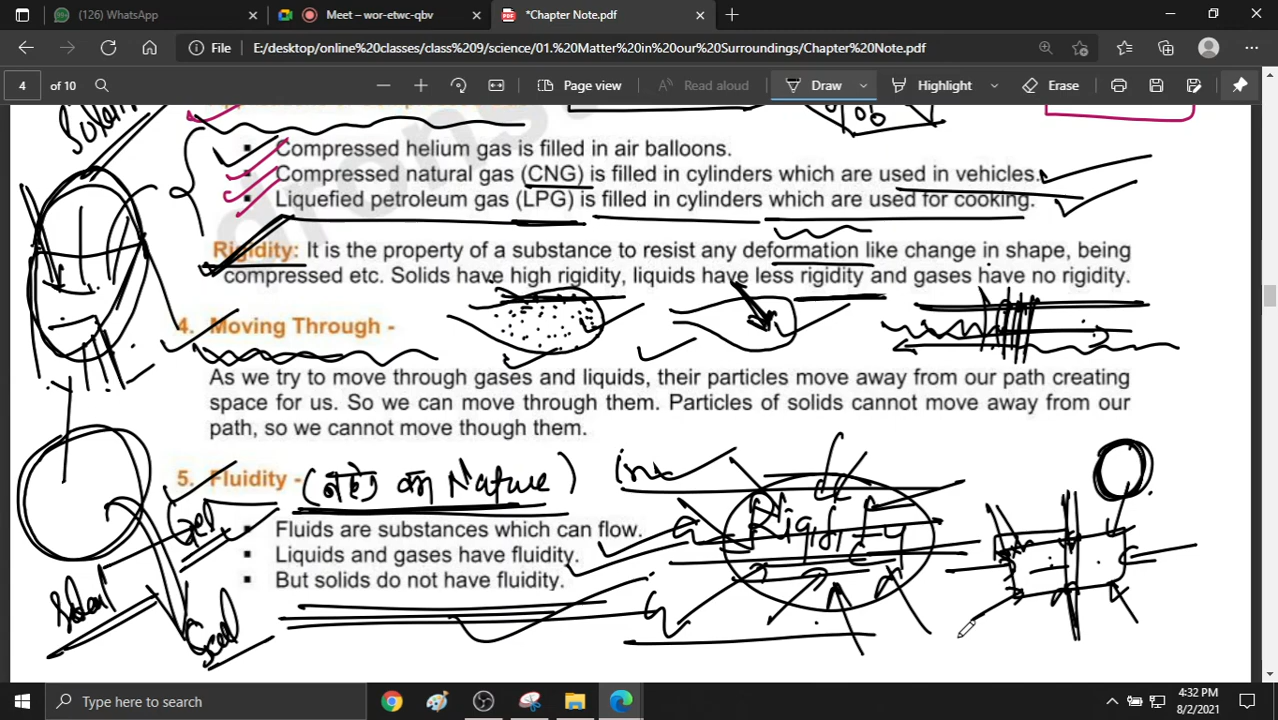 (126) WhatsApp
Meet – wor-etwc-qbv
*Chapter Note.pdf
File
E:/desktop/online%20classes/class%209/science/01.%20Matter%20in%20our%20Surroundings/Chapter%20Note.pdf
4 of 10
Page view
Read aloud
Draw
Highlight
Erase
Compressed helium gas is filled in air balloons.
Compressed natural gas (CNG) is filled in cylinders which are used in vehicles.
Liquefied petroleum gas (LPG) is filled in cylinders which are used for cooking.
Rigidity: It is the property of a substance to resist any deformation like change in shape, being
compressed etc. Solids have high rigidity, liquids have less rigidity and gases have no rigidity.
4. Moving Through -
As we try to move through gases and liquids, their particles move away from our path creating
space for us. So we can move through them. Particles of solids cannot move away from our
path, so we cannot move though them.
5. Fluidity -
Nature)
Rigidity
Fluids are substances which can flow.
Liquids and gases have fluidity.
But solids do not have fluidity.
Type here to search
4:32 PM
8/2/2021